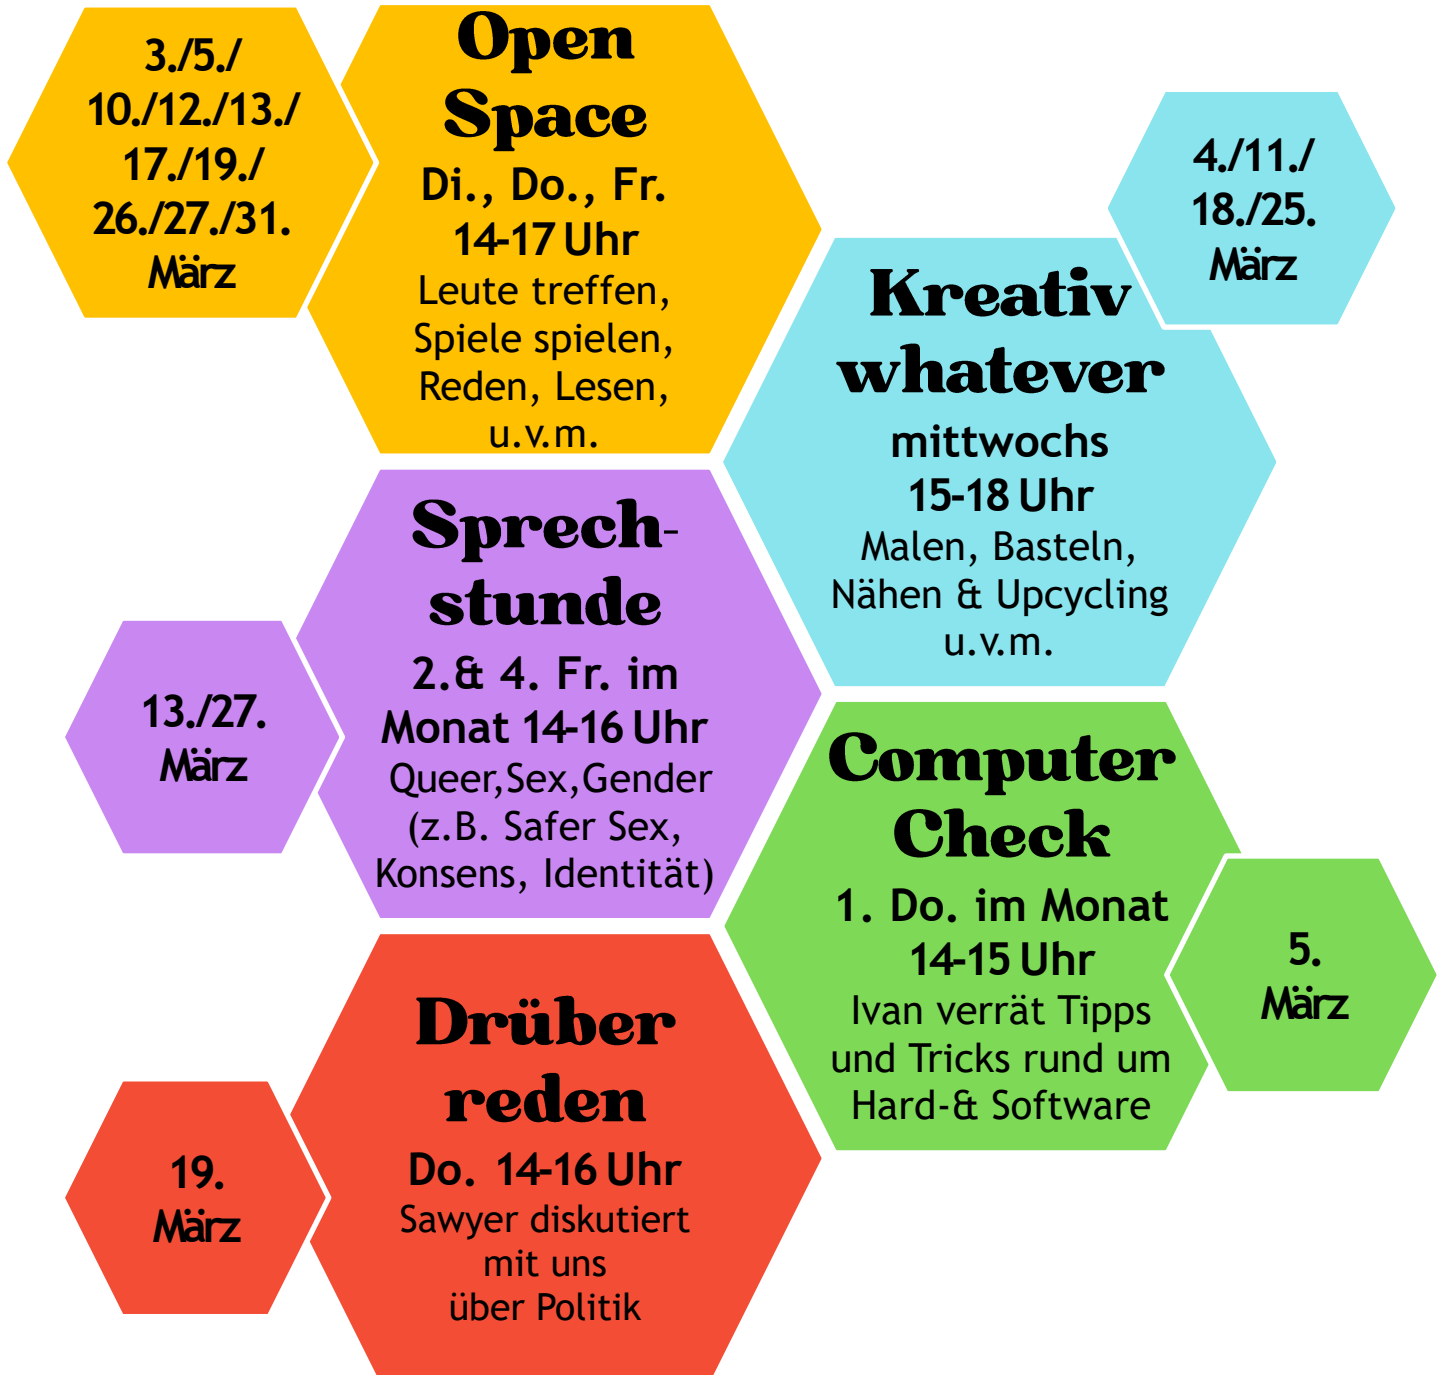 3./5./
10./12./13./
17./19./
26./27./31.
März
Open
Space
Di., Do., Fr.
14-17 Uhr
Leute treffen,
Spiele spielen,
Reden, Lesen,
u.v.m.
4./11./
18./25.
März
Kreativ
whatever
mittwochs
15-18 Uhr
Malen, Basteln,
Nähen & Upcycling
u.v.m.
13./27.
März
Sprech-
stunde
2.& 4. Fr. im
Monat 14-16 Uhr
Queer,Sex,Gender
(z.B. Safer Sex,
Konsens, Identität)
Computer
Check
1. Do. im Monat
14-15 Uhr
Ivan verrät Tipps
und Tricks rund um
Hard-& Software
5.
März
19.
März
Drüber
reden
Do. 14-16 Uhr
Sawyer diskutiert
mit uns
über Politik